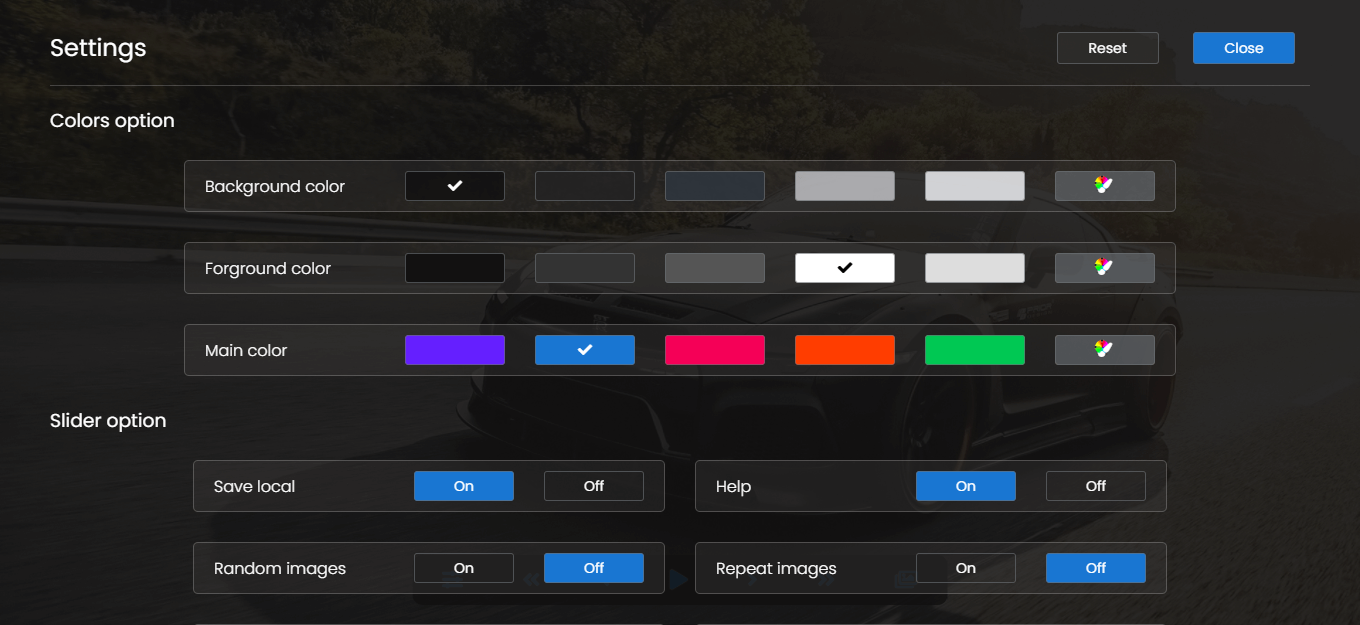 Settings
Reset
Close
Colors option
Background color
Forground color
Main color
Slider option
Save local On Off
Help On Off
Random images On Off
Repeat images On Off